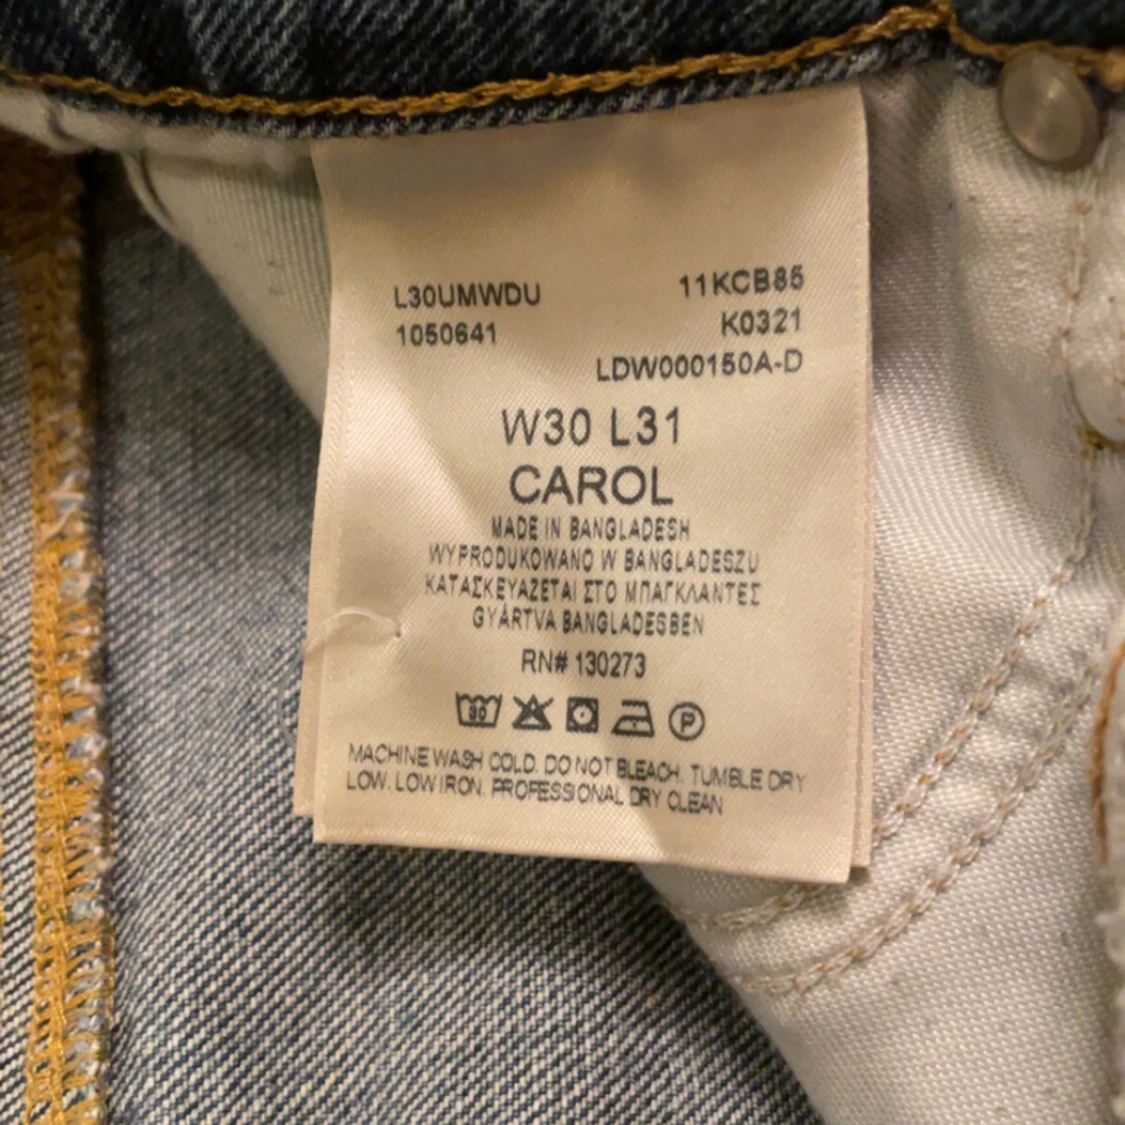 L30UMWDU 11KCB85
1050641 K0321
LDW000150A-D
W30 L31
CAROL
MADE IN BANGLADESH
WYPRODUKOWANO W BANGLADESZU
ΚΑΤΑΣΚΕΥΑΖΕΤΑΙ ΣΤΟ ΜΠΑΓΚΛΑΝΤΕΣ
GYÁRTVA BANGLADESBEN
RN# 130273
30 P
MACHINE WASH COLD. DO NOT BLEACH. TUMBLE DRY
LOW. LOW IRON. PROFESSIONAL DRY CLEAN